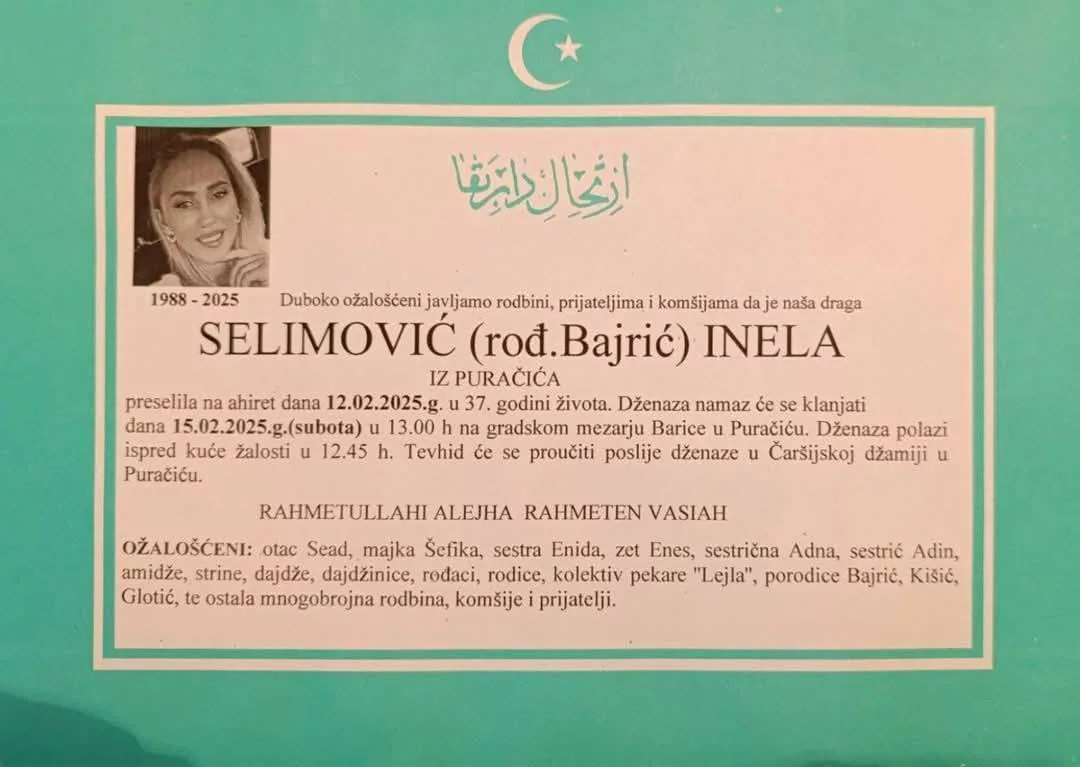 ارتحال دار بقا
1988 - 2025 Duboko ožalošćeni javljamo rodbini, prijateljima i komšijama da je naša draga
SELIMOVIĆ (rođ.Bajrić) INELA
IZ PURAČIĆA
preselila na ahiret dana 12.02.2025.g. u 37. godini života. Dženaza namaz će se klanjati
dana 15.02.2025.g.(subota) u 13.00 h na gradskom mezarju Barice u Puračiću. Dženaza polazi
ispred kuće žalosti u 12.45 h. Tevhid će se proučiti poslije dženaze u Čaršijskoj džamiji u
Puračiću.
RAHMETULLAHI ALEJHA RAHMETEN VASIAH
OŽALOŠĆENI: otac Sead, majka Šefika, sestra Enida, zet Enes, sestrična Adna, sestrić Adin,
amidže, strine, dajdže, dajdžinice, rođaci, rodice, kolektiv pekare "Lejla", porodice Bajrić, Kišić,
Glotić, te ostala mnogobrojna rodbina, komšije i prijatelji.